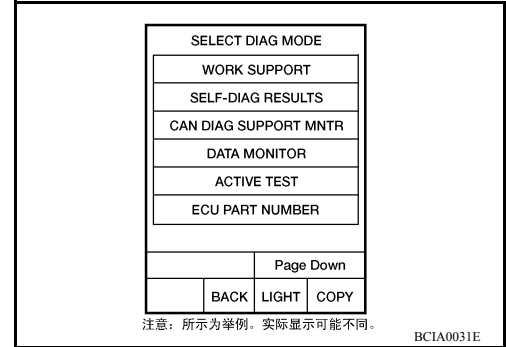 SELECT DIAG MODE
WORK SUPPORT
SELF-DIAG RESULTS
CAN DIAG SUPPORT MNTR
DATA MONITOR
ACTIVE TEST
ECU PART NUMBER
Page Down
BACK LIGHT COPY
注意：所示为举例。实际显示可能不同。
BCIA0031E